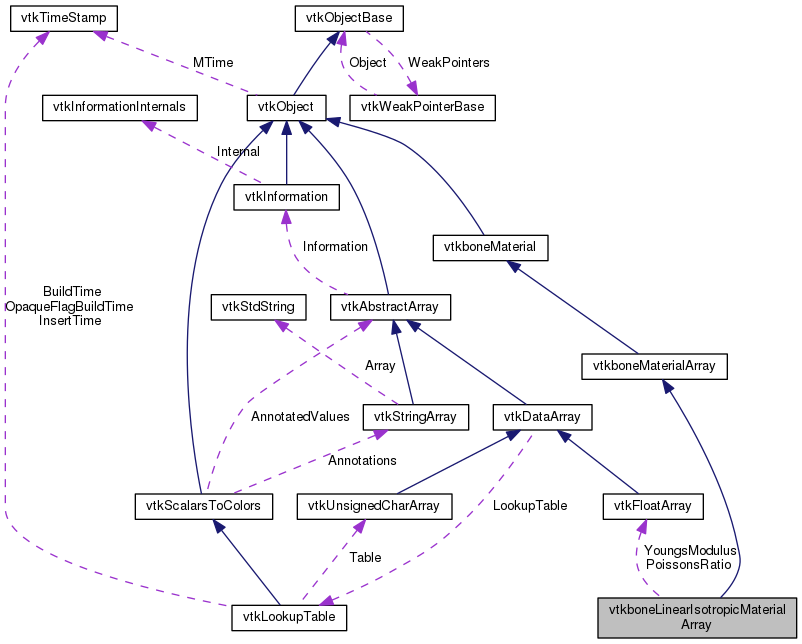 vtkTimeStamp
vtkObjectBase
MTime
Object
WeakPointers
vtkInformationInternals
vtkObject
vtkWeakPointerBase
Internal
vtkInformation
Information
vtkboneMaterial
BuildTime
OpaqueFlagBuildTime
InsertTime
vtkStdString
vtkAbstractArray
Array
vtkboneMaterialArray
AnnotatedValues
vtkStringArray
vtkDataArray
Annotations
vtkScalarsToColors
vtkUnsignedCharArray
LookupTable
vtkFloatArray
Table
YoungsModulus
PoissonsRatio
vtkLookupTable
vtkboneLinearIsotropicMaterial
Array